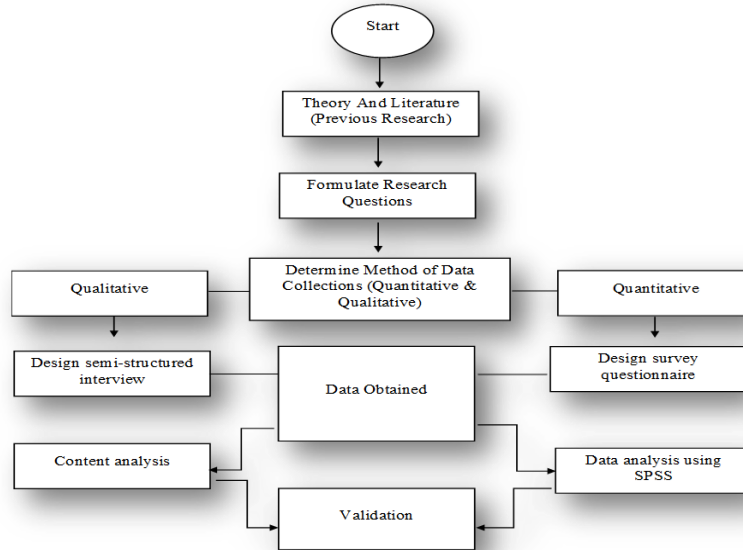 Start
Theory And Literature
(Previous Research)
Formulate Research
Questions
Determine Method of Data
Collections (Quantitative &
Qualitative)
Qualitative
Quantitative
Design semi-structured
interview
Data Obtained
Design survey
questionnaire
Content analysis
Data analysis using
SPSS
Validation